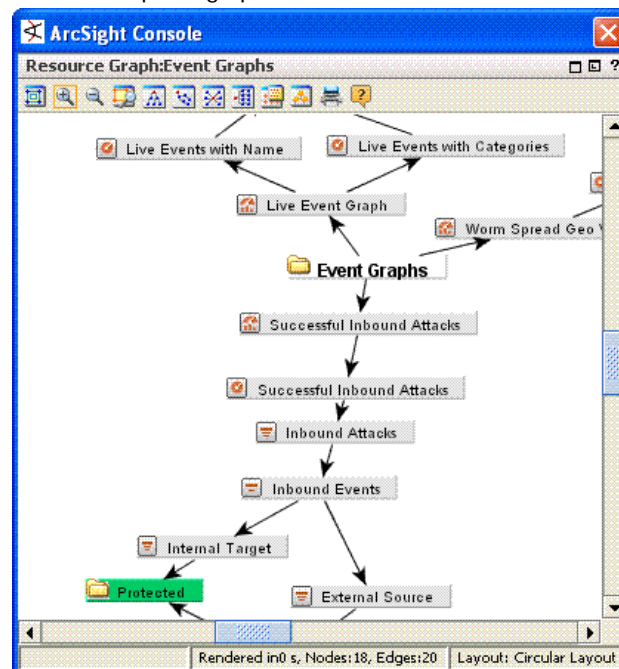 ArcSight Console
Resource Graph:Event Graphs
Live Events with Name
Live Events with Categories
Live Event Graph
Worm Spread Geo V
Event Graphs
Successful Inbound Attacks
Successful Inbound Attacks
Inbound Attacks
Inbound Events
Internal Target
Protected
External Source
Rendered in0 s, Nodes:18, Edges:20
Layout: Circular Layout